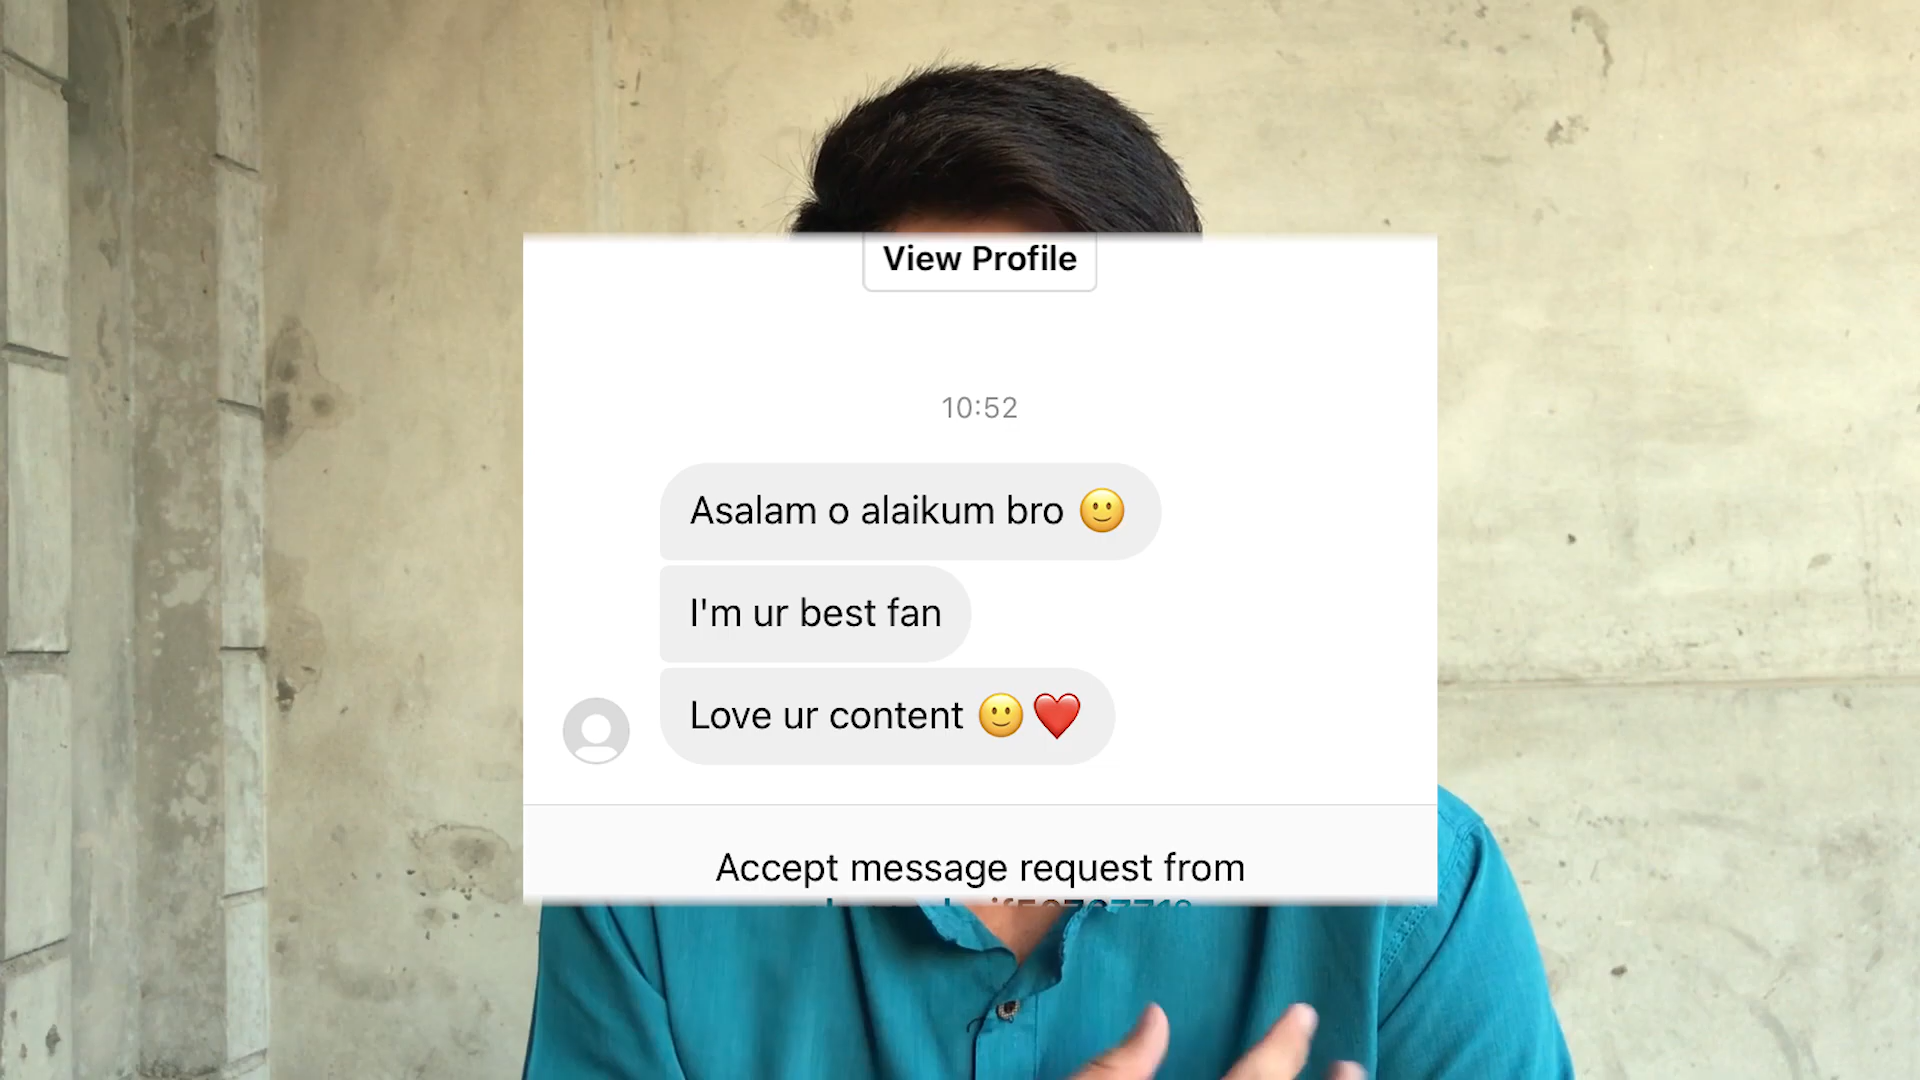 View Profile
10:52
Asalam o alaikum bro 🙂
I'm ur best fan
Love ur content 🙂❤️
Accept message request from